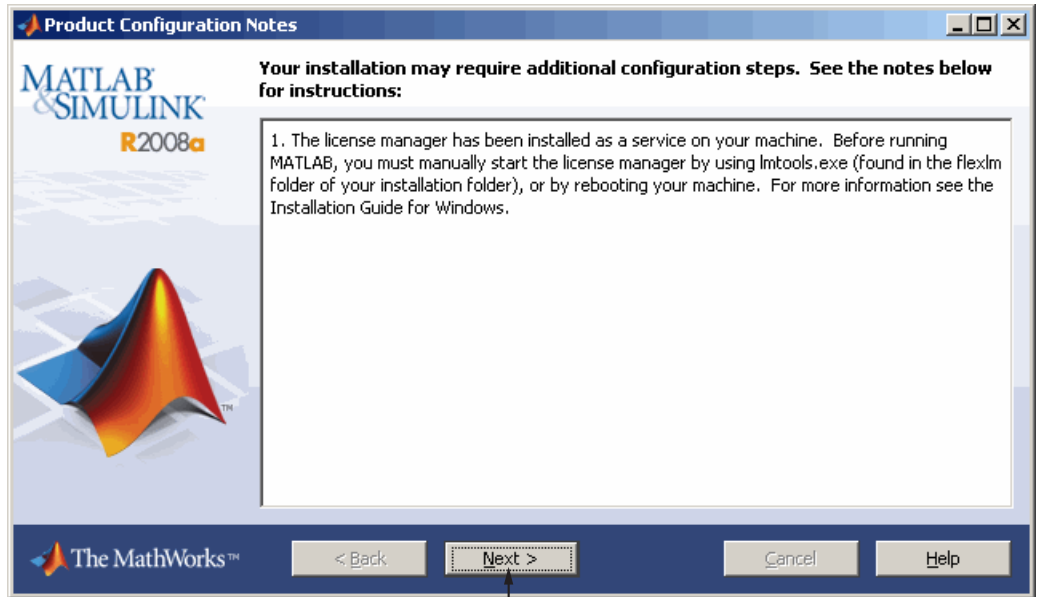 Product Configuration Notes
MATLAB
&SIMULINK
R2008a
Your installation may require additional configuration steps.  See the notes below
for instructions:
1. The license manager has been installed as a service on your machine.  Before running
MATLAB, you must manually start the license manager by using lmtools.exe (found in the flexlm
folder of your installation folder), or by rebooting your machine.  For more information see the
Installation Guide for Windows.
TM
The MathWorks™
< Back
Next >
Cancel
Help